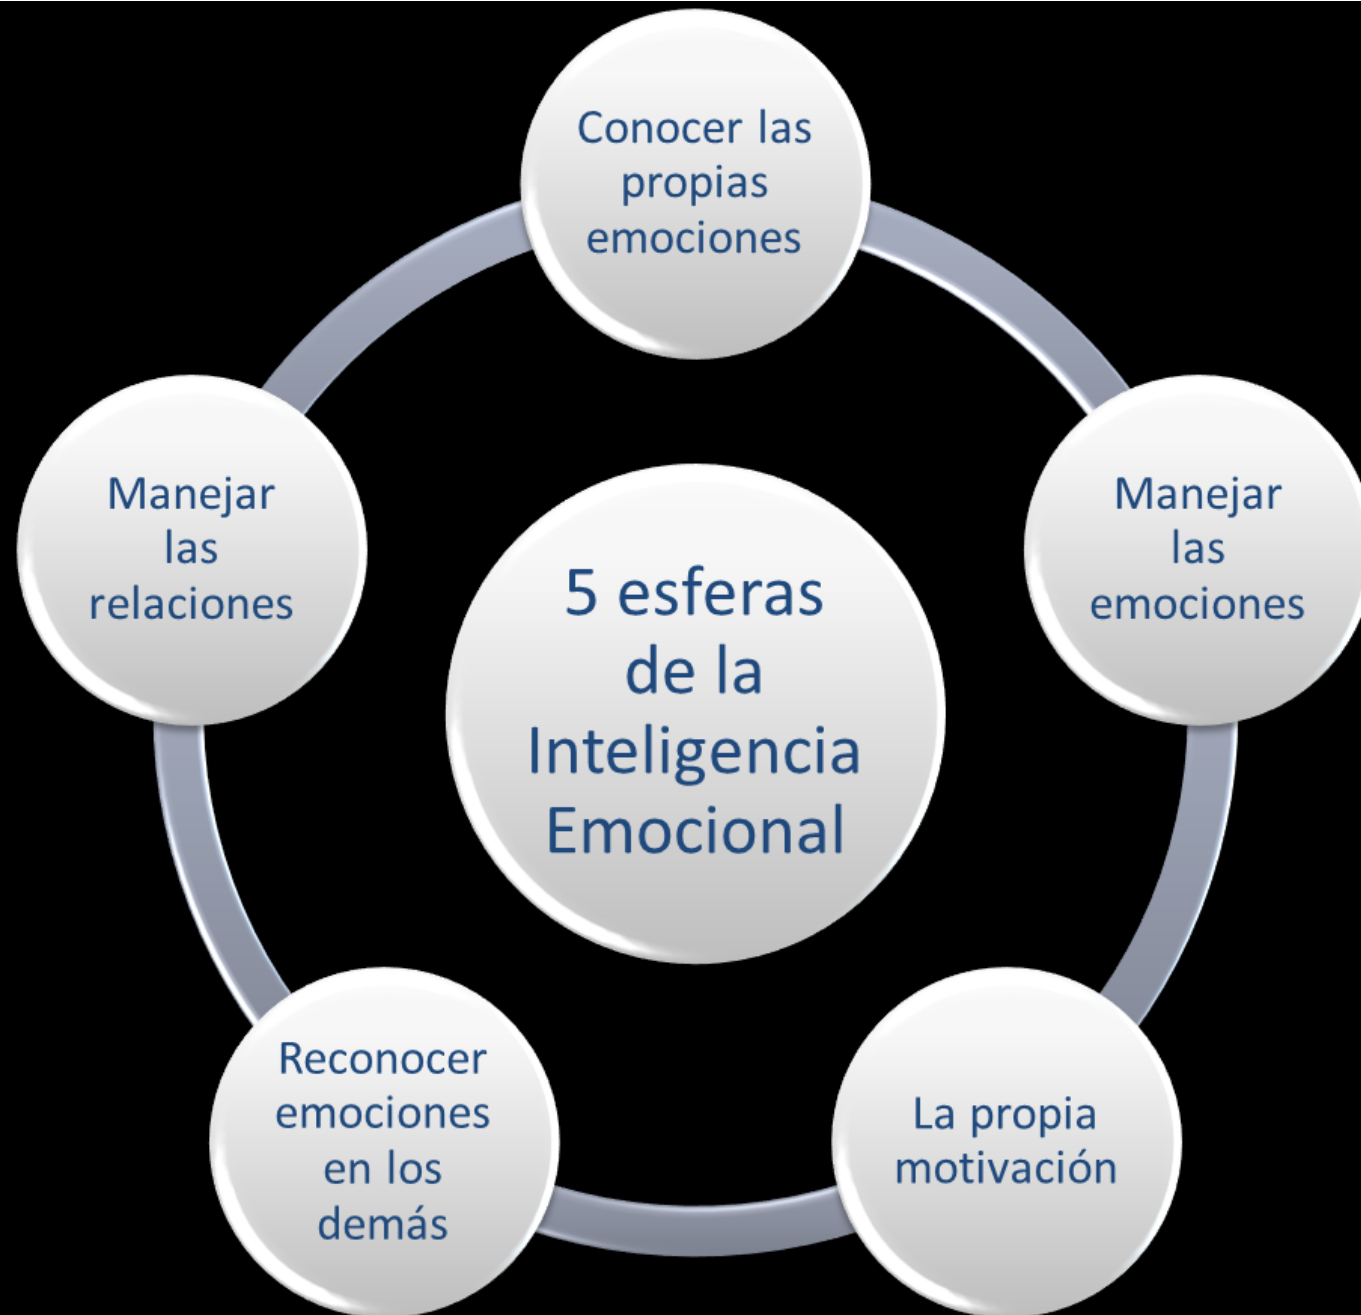 Conocer las
propias
emociones
Manejar
las
emociones
La propia
motivación
Reconocer
emociones
en los
demás
Manejar
las
relaciones
5 esferas
de la
Inteligencia
Emocional